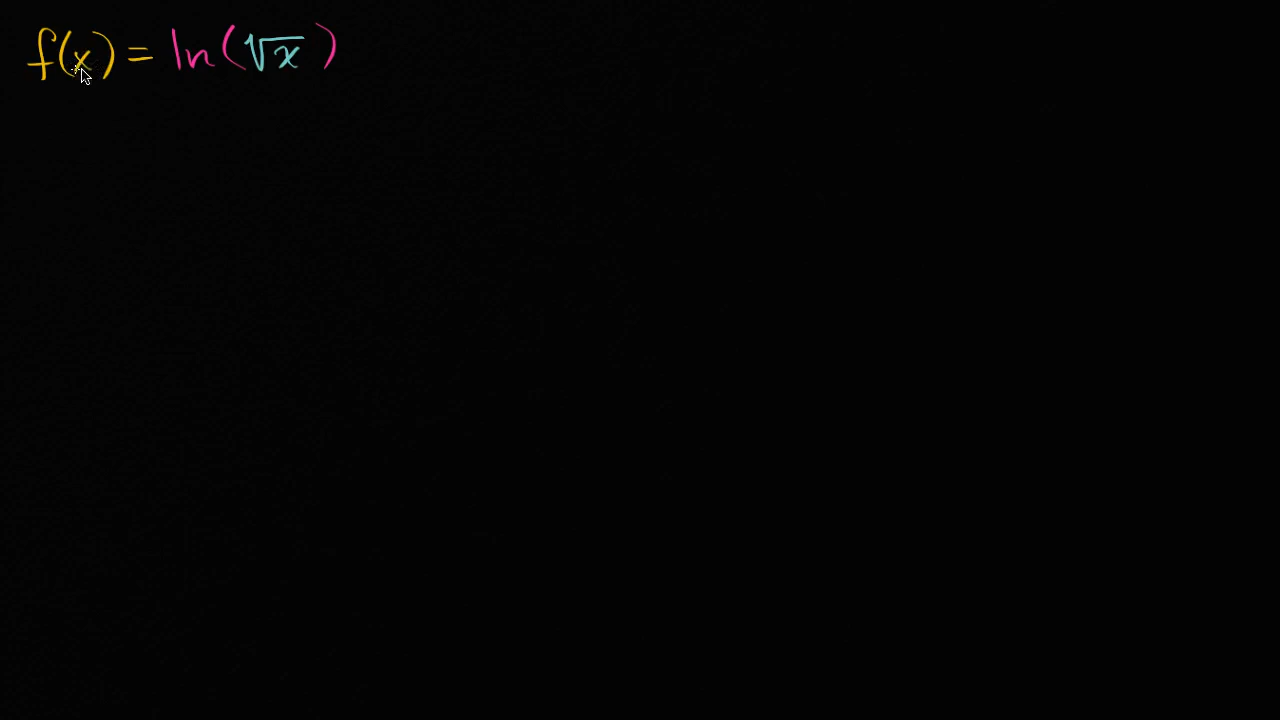 f(x) = ln(√x)